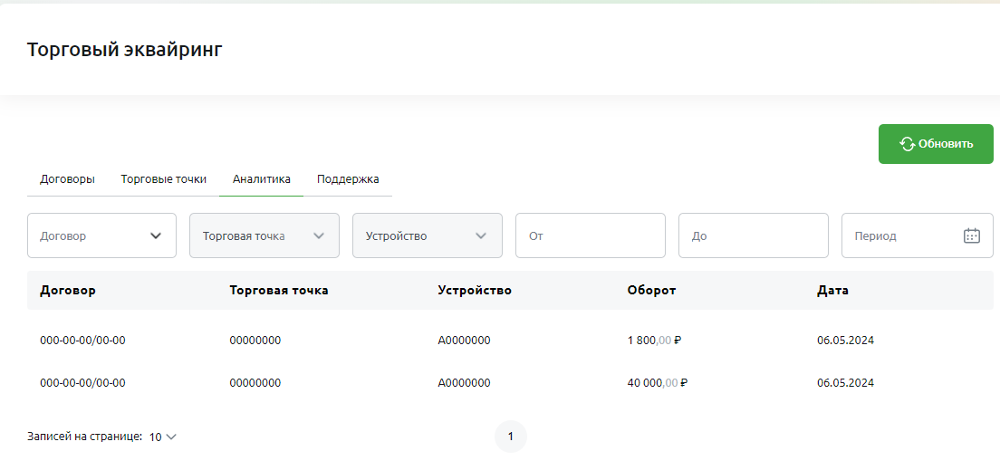 Торговый эквайринг
Обновить
Договоры Торговые точки Аналитика Поддержка
Договор Торговая точка Устройство От До Период
Договор Торговая точка Устройство Оборот Дата
000-00-00/00-00 00000000 A0000000 1 800,00 ₽ 06.05.2024
000-00-00/00-00 00000000 A0000000 40 000,00 ₽ 06.05.2024
Записей на странице: 10 1